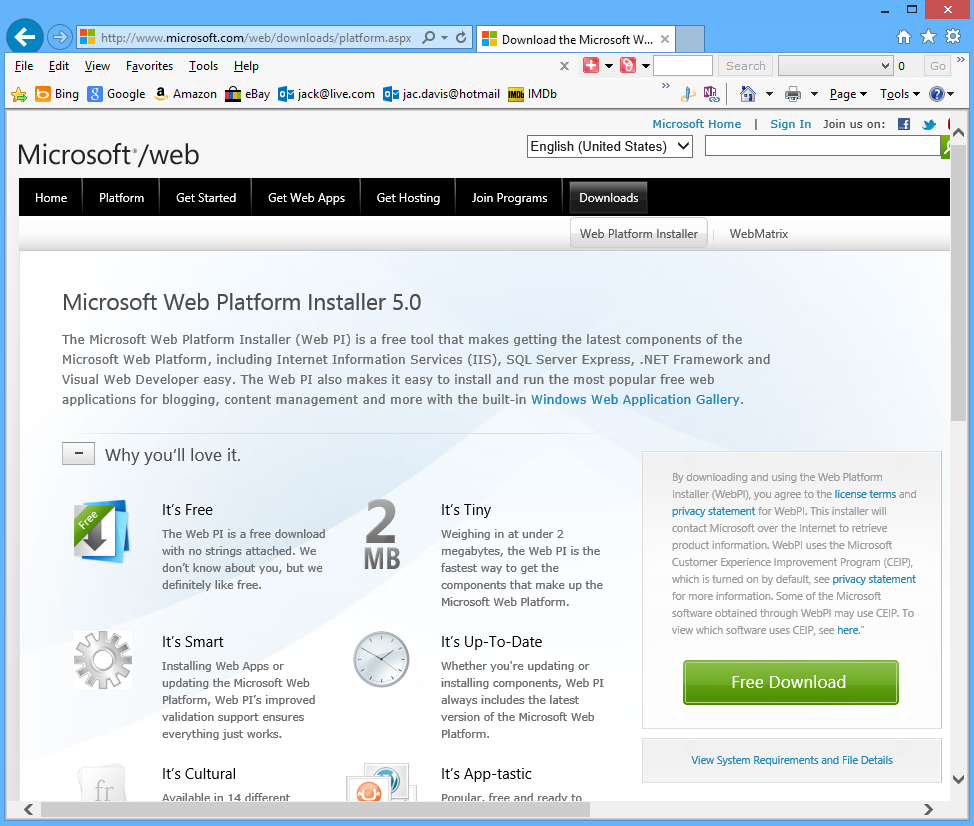 http://www.microsoft.com/web/downloads/platform.aspx
Download the Microsoft W...
File Edit View Favorites Tools Help
Search
0
Go
Bing Google Amazon eBay jack@live.com jac.davis@hotmail IMDb
Page Tools
Microsoft Home | Sign In Join us on:
Microsoft /web
English (United States)
Home Platform Get Started Get Web Apps Get Hosting Join Programs Downloads
Web Platform Installer WebMatrix
Microsoft Web Platform Installer 5.0
The Microsoft Web Platform Installer (Web PI) is a free tool that makes getting the latest components of the
Microsoft Web Platform, including Internet Information Services (IIS), SQL Server Express, .NET Framework and
Visual Web Developer easy. The Web PI also makes it easy to install and run the most popular free web
applications for blogging, content management and more with the built-in Windows Web Application Gallery.
Why you'll love it.
Free
It's Free
The Web PI is a free download
with no strings attached. We
don't know about you, but we
definitely like free.
2
MB
It's Tiny
Weighing in at under 2
megabytes, the Web PI is the
fastest way to get the
components that make up the
Microsoft Web Platform.
It's Smart
Installing Web Apps or
updating the Microsoft Web
Platform, Web PI's improved
validation support ensures
everything just works.
It's Up-To-Date
Whether you're updating or
installing components, Web PI
always includes the latest
version of the Microsoft Web
Platform.
fr
It's Cultural
Available in 14 different
It's App-tastic
Popular, free and ready to
By downloading and using the Web Platform
Installer (WebPI), you agree to the license terms and
privacy statement for WebPI. This installer will
contact Microsoft over the Internet to retrieve
product information. WebPI uses the Microsoft
Customer Experience Improvement Program (CEIP),
which is turned on by default, see privacy statement
for more information. Some of the Microsoft
software obtained through WebPI may use CEIP. To
view which software uses CEIP, see here."
Free Download
View System Requirements and File Details